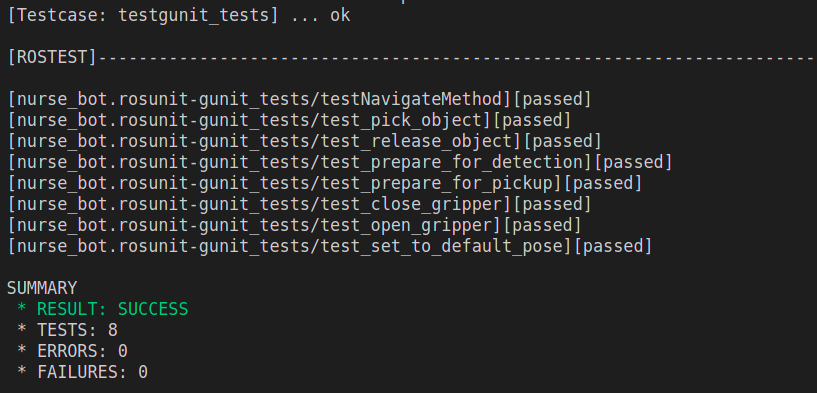 [Testcase: testgunit_tests] ... ok
[ROSTEST]-----------------------------------------------------------------------
[nurse_bot.rosunit-gunit_tests/testNavigateMethod][passed]
[nurse_bot.rosunit-gunit_tests/test_pick_object][passed]
[nurse_bot.rosunit-gunit_tests/test_release_object][passed]
[nurse_bot.rosunit-gunit_tests/test_prepare_for_detection][passed]
[nurse_bot.rosunit-gunit_tests/test_prepare_for_pickup][passed]
[nurse_bot.rosunit-gunit_tests/test_close_gripper][passed]
[nurse_bot.rosunit-gunit_tests/test_open_gripper][passed]
[nurse_bot.rosunit-gunit_tests/test_set_to_default_pose][passed]
SUMMARY
* RESULT: SUCCESS
* TESTS: 8
* ERRORS: 0
* FAILURES: 0